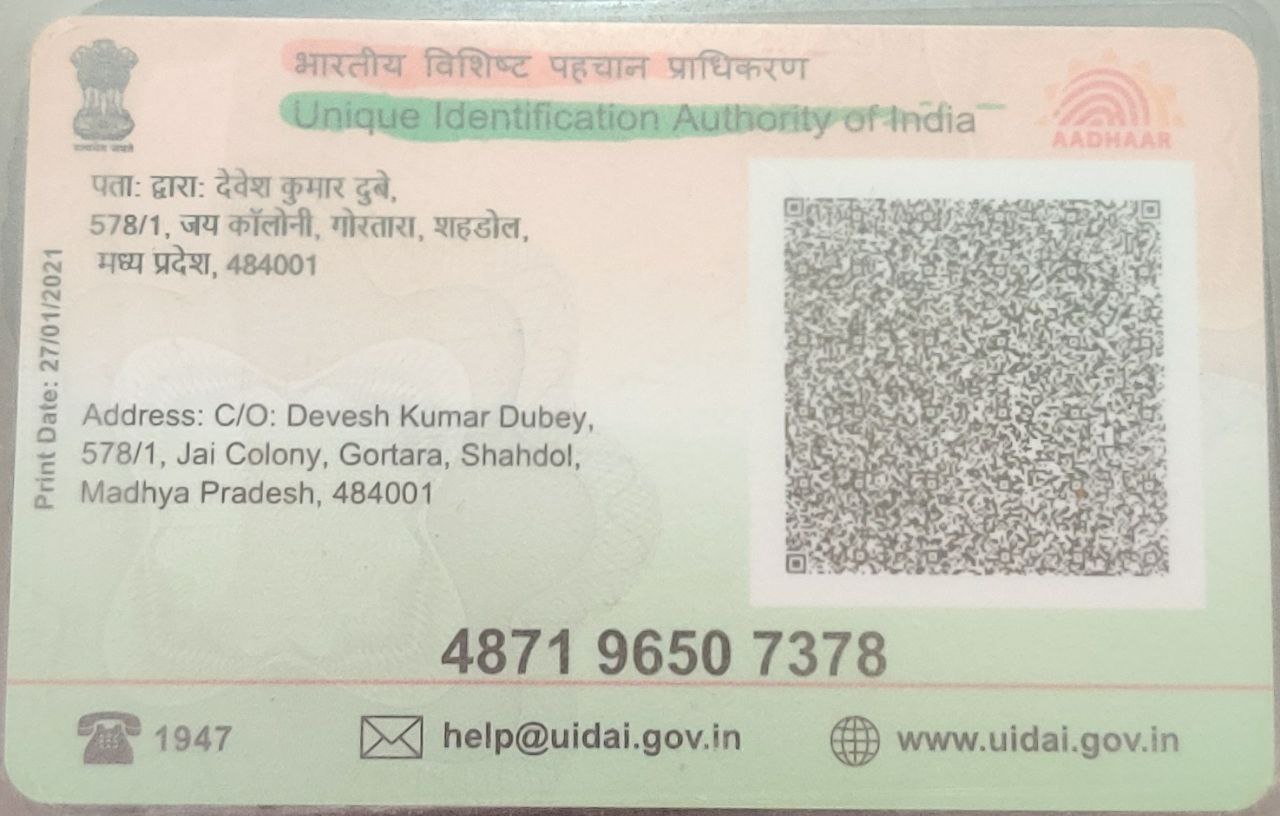 भारतीय विशिष्ट पहचान प्राधिकरण
Unique Identification Authority of India
AADHAAR
सत्यमेव जयते
पता: द्वारा: देवेश कुमार दुबे,
578/1, जय कॉलोनी, गोरतारा, शहडोल,
मध्य प्रदेश, 484001
Print Date: 27/01/2021
Address: C/O: Devesh Kumar Dubey,
578/1, Jai Colony, Gortara, Shahdol,
Madhya Pradesh, 484001
4871 9650 7378
1947
help@uidai.gov.in
www.uidai.gov.in